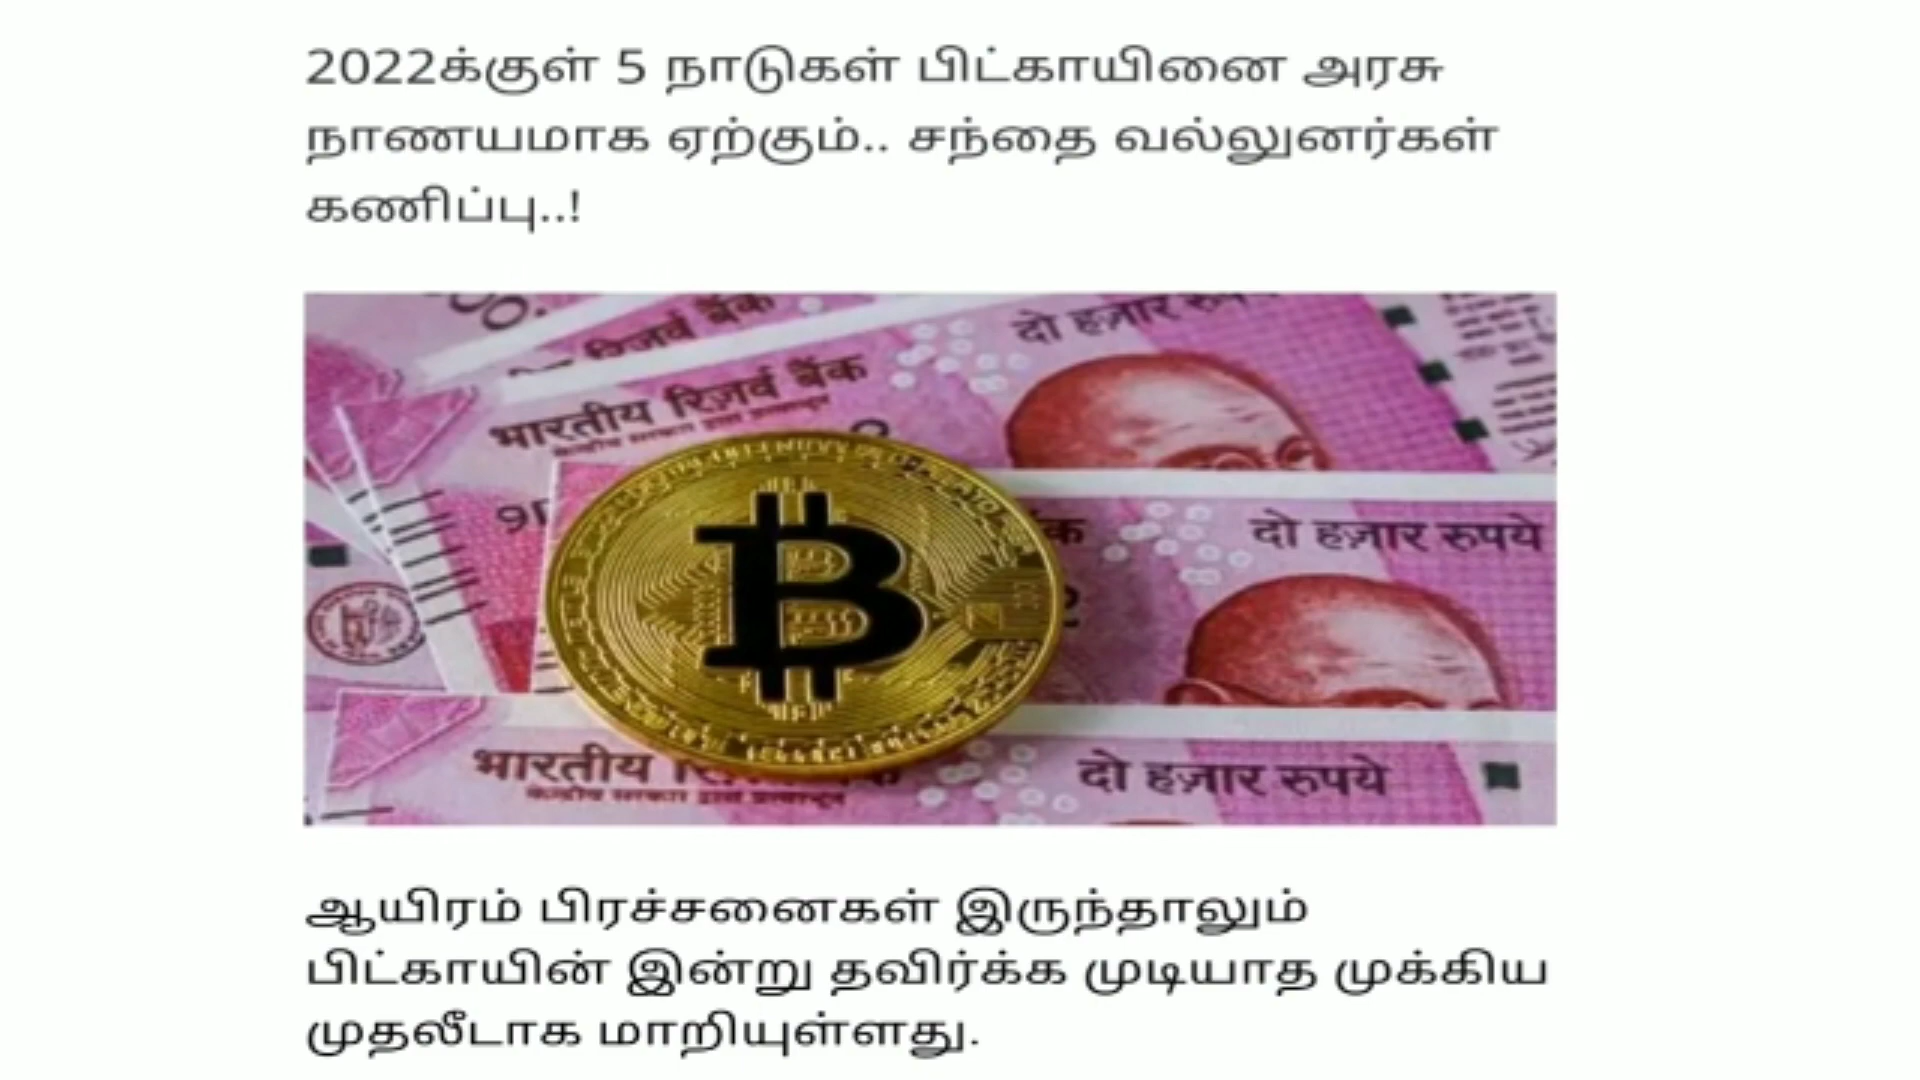 2022க்குள் 5 நாடுகள் பிட்காயினை அரசு
நாணயமாக ஏற்கும்.. சந்தை வல்லுனர்கள்
கணிப்பு..!
रिज़र्व बैंक
दो हज़ार
भारतीय रिज़र्व बैंक
दो हज़ार रुपये
भारतीय
दो हज़ार रुपये
ஆயிரம் பிரச்சனைகள் இருந்தாலும்
பிட்காயின் இன்று தவிர்க்க முடியாத முக்கிய
முதலீடாக மாறியுள்ளது.